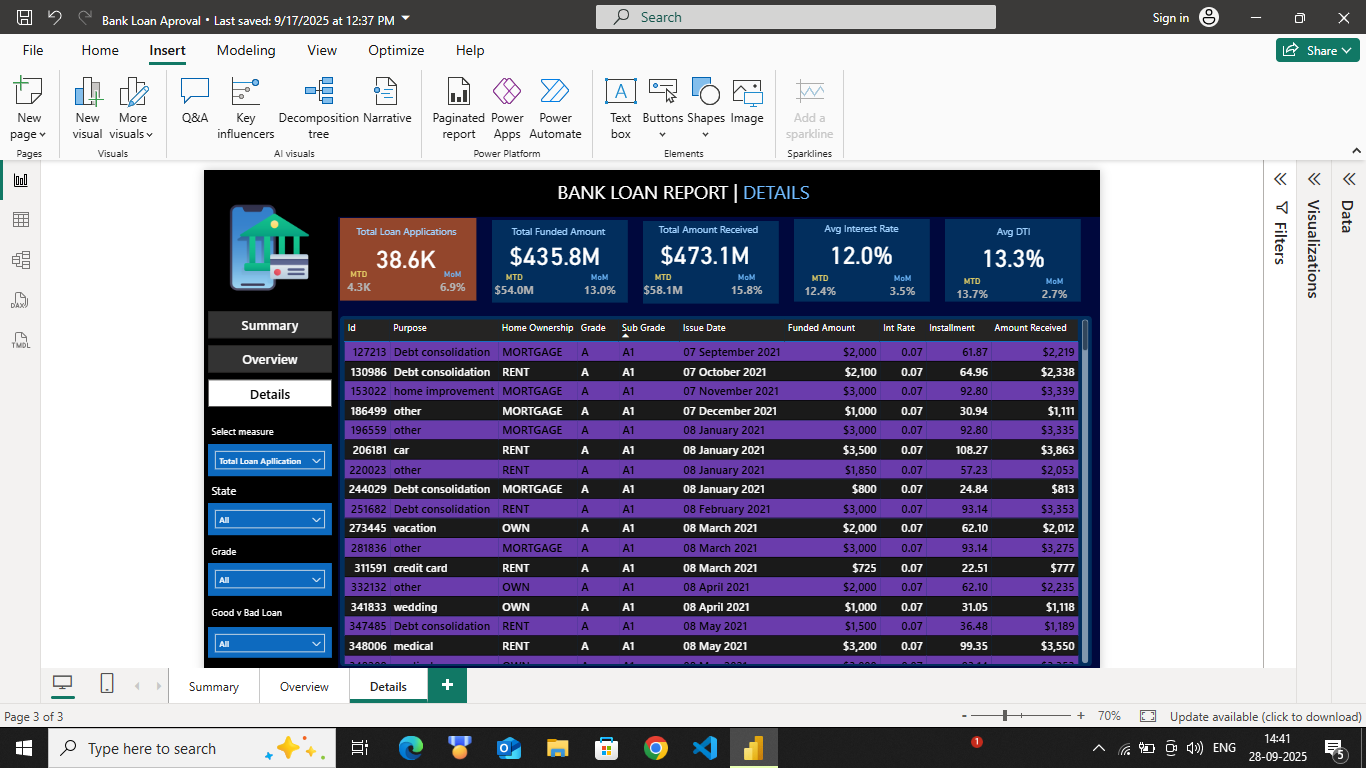 Bank Loan Aproval • Last saved: 9/17/2025 at 12:37 PM
Search
Sign in
File Home Insert Modeling View Optimize Help
Share
New page
New visual
More visuals
Q&A
Key influencers
Decomposition tree
Narrative
Paginated report
Power Apps
Power Automate
Text box
Buttons
Shapes
Image
Add a sparkline
Pages Visuals AI visuals Power Platform Elements Sparklines
BANK LOAN REPORT | DETAILS
Total Loan Applications
38.6K
MTD MoM
4.3K 6.9%
Total Funded Amount
$435.8M
MTD MoM
$54.0M 13.0%
Total Amount Received
$473.1M
MTD MoM
$58.1M 15.8%
Avg Interest Rate
12.0%
MTD MoM
12.4% 3.5%
Avg DTI
13.3%
MTD MoM
13.7% 2.7%
Summary
Overview
Details
Select measure
Total Loan Apllication
State
All
Grade
All
Good v Bad Loan
All
Id Purpose Home Ownership Grade Sub Grade Issue Date Funded Amount Int Rate Installment Amount Received
127213 Debt consolidation MORTGAGE A A1 07 September 2021 $2,000 0.07 61.87 $2,219
130986 Debt consolidation RENT A A1 07 October 2021 $2,100 0.07 64.96 $2,338
153022 home improvement MORTGAGE A A1 07 November 2021 $3,000 0.07 92.80 $3,339
186499 other MORTGAGE A A1 07 December 2021 $1,000 0.07 30.94 $1,111
196559 other MORTGAGE A A1 08 January 2021 $3,000 0.07 92.80 $3,335
206181 car RENT A A1 08 January 2021 $3,500 0.07 108.27 $3,863
220023 other RENT A A1 08 January 2021 $1,850 0.07 57.23 $2,053
244029 Debt consolidation MORTGAGE A A1 08 January 2021 $800 0.07 24.84 $813
251682 Debt consolidation RENT A A1 08 February 2021 $3,000 0.07 93.14 $3,353
273445 vacation OWN A A1 08 March 2021 $2,000 0.07 62.10 $2,012
281836 other MORTGAGE A A1 08 March 2021 $3,000 0.07 93.14 $3,275
311591 credit card RENT A A1 08 March 2021 $725 0.07 22.51 $777
332132 other OWN A A1 08 April 2021 $2,000 0.07 62.10 $2,235
341833 wedding OWN A A1 08 April 2021 $1,000 0.07 31.05 $1,118
347485 Debt consolidation RENT A A1 08 May 2021 $1,500 0.07 36.48 $1,189
348006 medical RENT A A1 08 May 2021 $3,200 0.07 99.35 $3,550
Filters
Visualizations
Data
DAX
TMDL
Summary Overview Details +
Page 3 of 3
- + 70% Update available (click to download)
Type here to search
1
ENG
14:41
28-09-2025
5